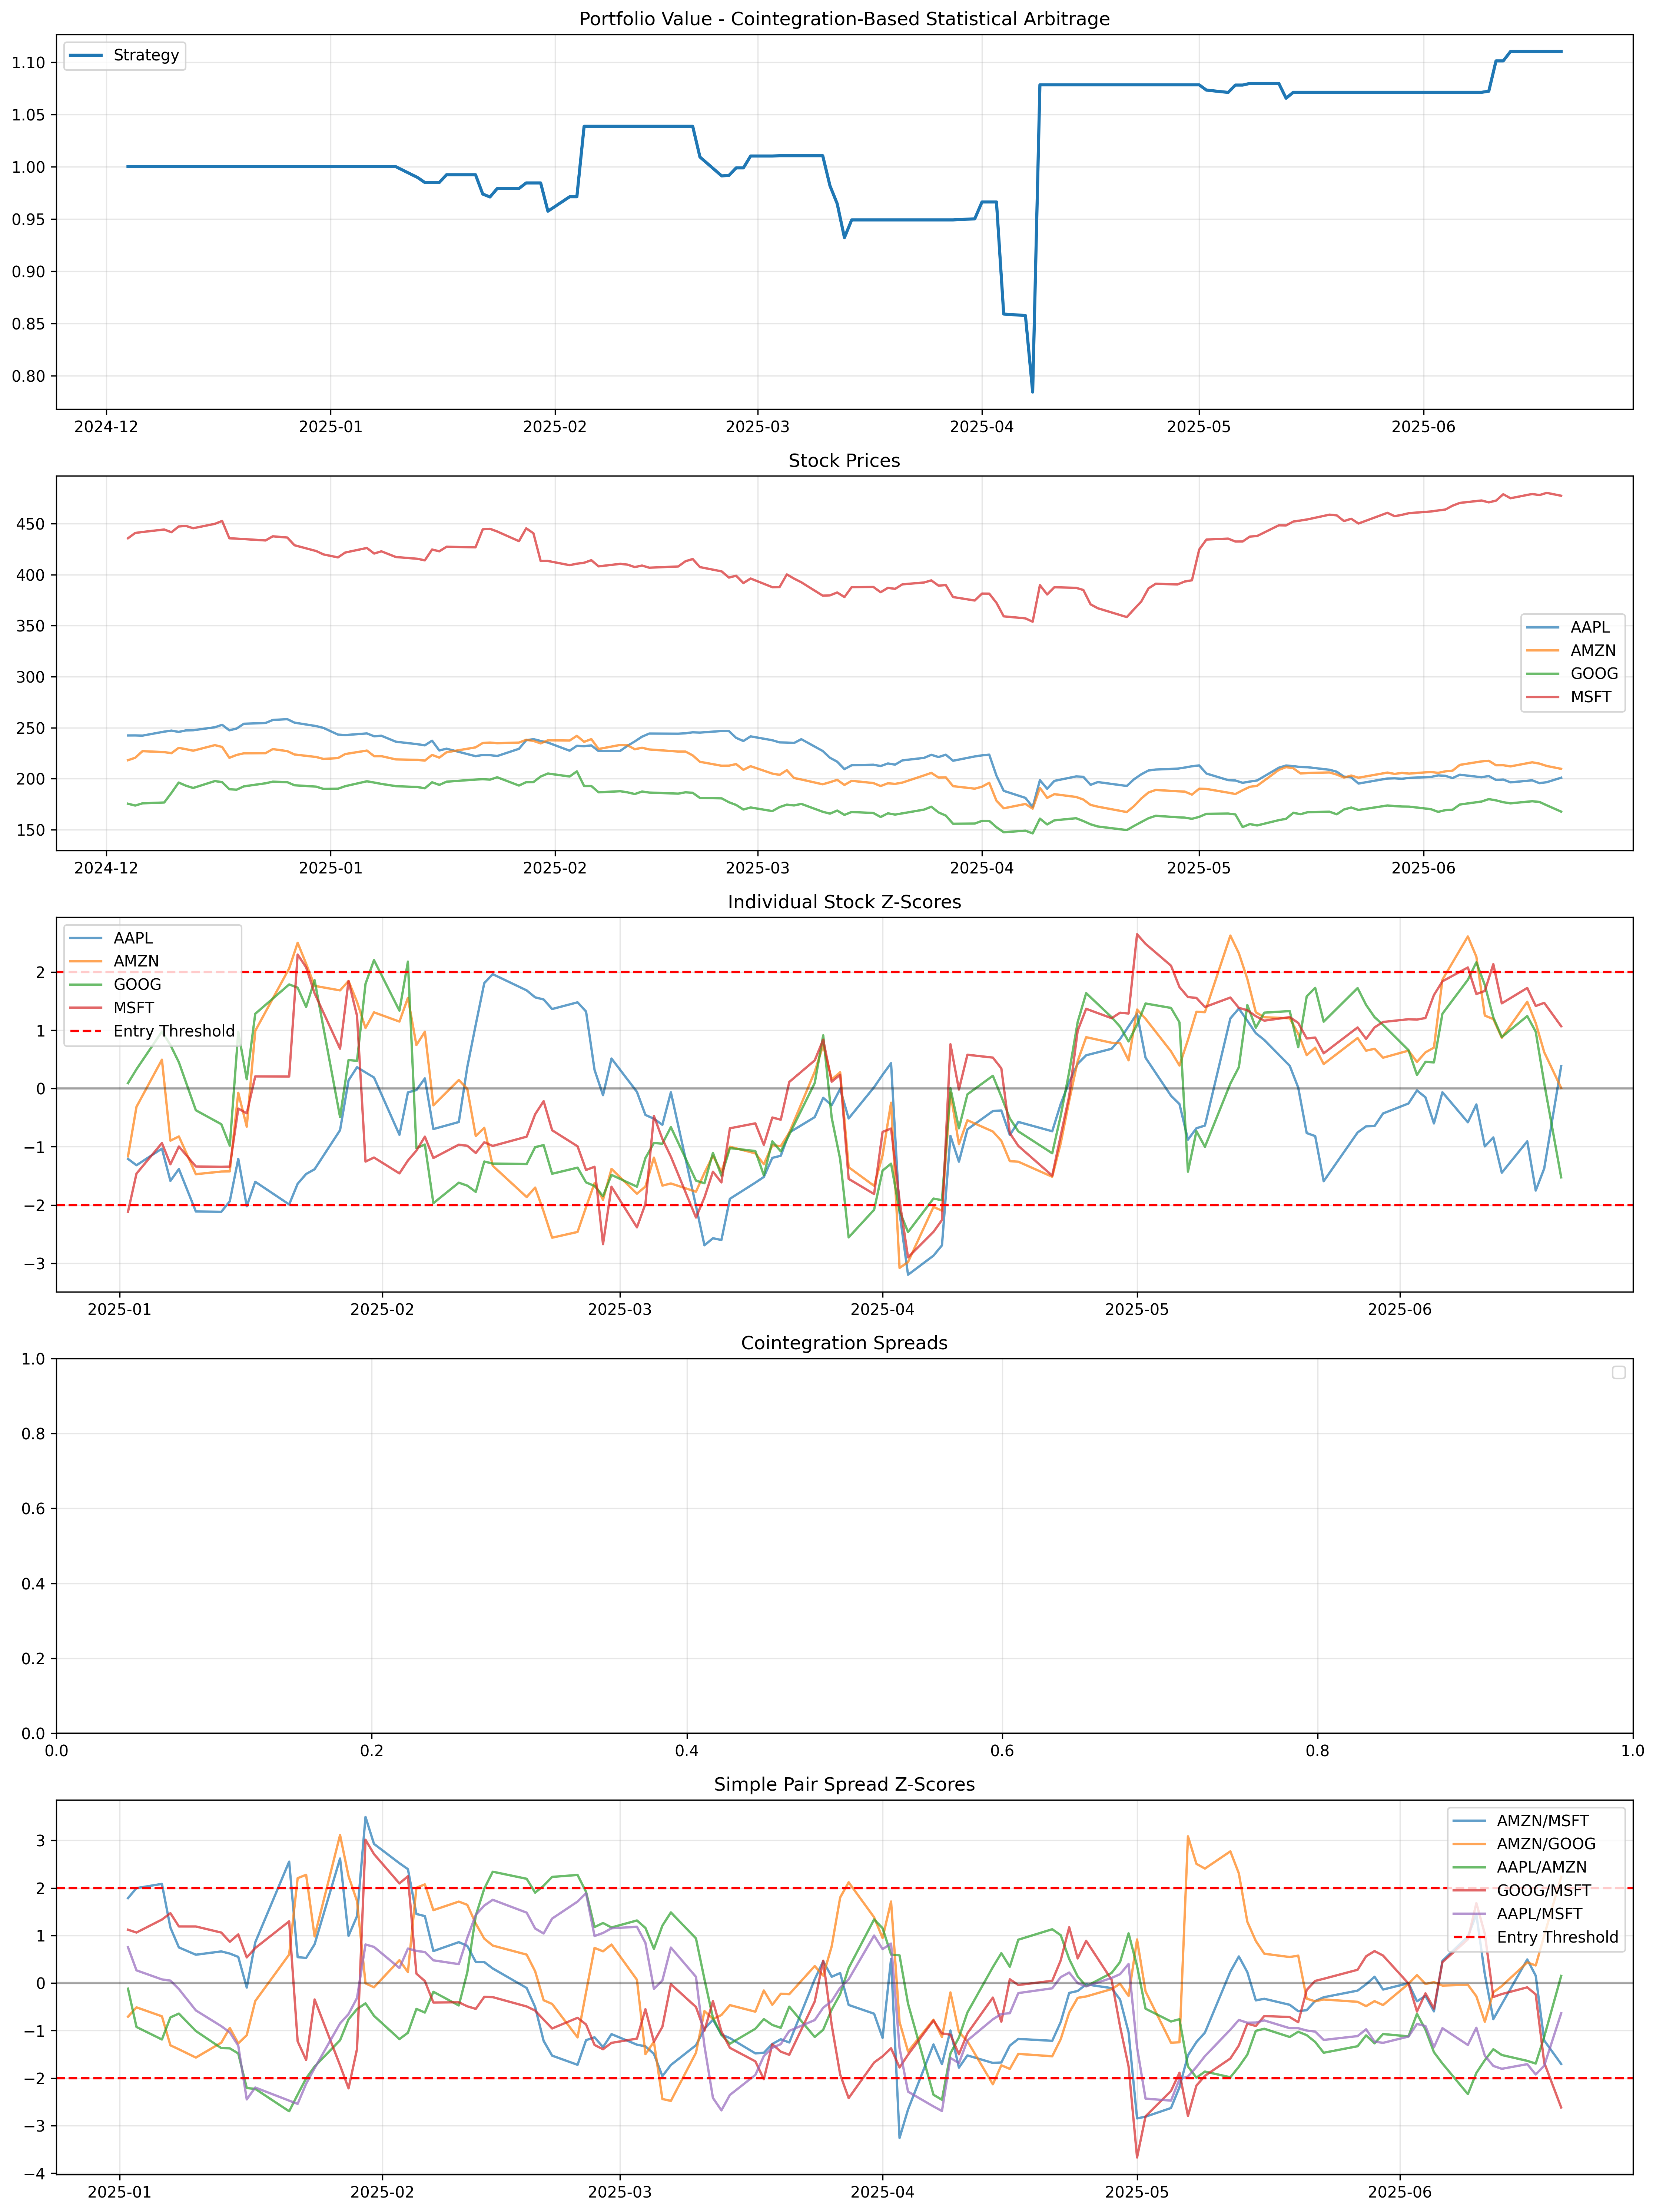 Portfolio Value - Cointegration-Based Statistical Arbitrage
Strategy
1.10
1.05
1.00
0.95
0.90
0.85
0.80
2024-12 2025-01 2025-02 2025-03 2025-04 2025-05 2025-06
Stock Prices
450
400
350
300
250
200
150
AAPL
AMZN
GOOG
MSFT
2024-12 2025-01 2025-02 2025-03 2025-04 2025-05 2025-06
Individual Stock Z-Scores
AAPL
AMZN
GOOG
MSFT
Entry Threshold
2
1
0
−1
−2
−3
2025-01 2025-02 2025-03 2025-04 2025-05 2025-06
Cointegration Spreads
1.0
0.8
0.6
0.4
0.2
0.0
0.0 0.2 0.4 0.6 0.8 1.0
Simple Pair Spread Z-Scores
AMZN/MSFT
AMZN/GOOG
AAPL/AMZN
GOOG/MSFT
AAPL/MSFT
Entry Threshold
3
2
1
0
−1
−2
−3
−4
2025-01 2025-02 2025-03 2025-04 2025-05 2025-06